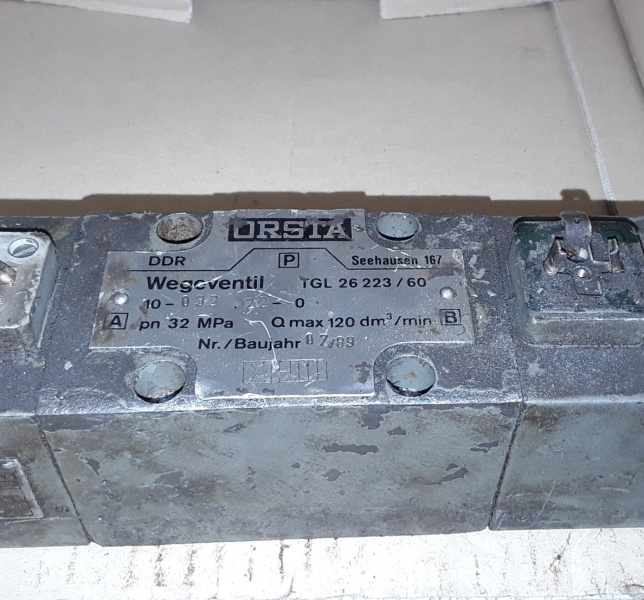 ORSTA
DDR P Seehausen 167
Wegeventil TGL 26 223/60
10- -0
A pn 32 MPa Q max 120 dm³/min B
Nr./Baujahr 07/89